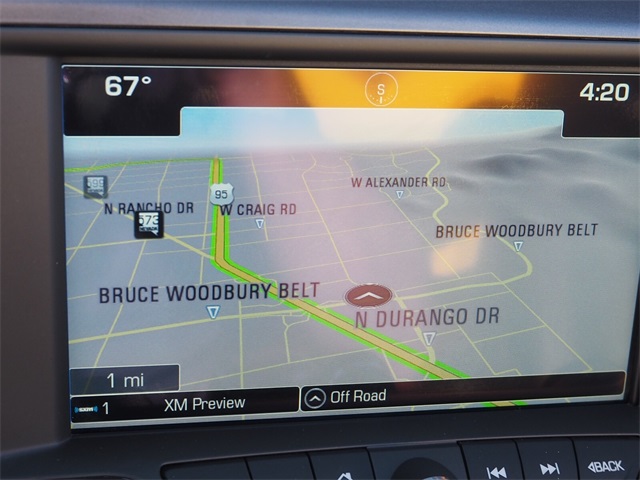 67°
S
4:20
W ALEXANDER RD
95
N RANCHO DR
W CRAIG RD
573
BRUCE WOODBURY BELT
BRUCE WOODBURY BELT
N DURANGO DR
1 mi
1
XM Preview
Off Road
BACK